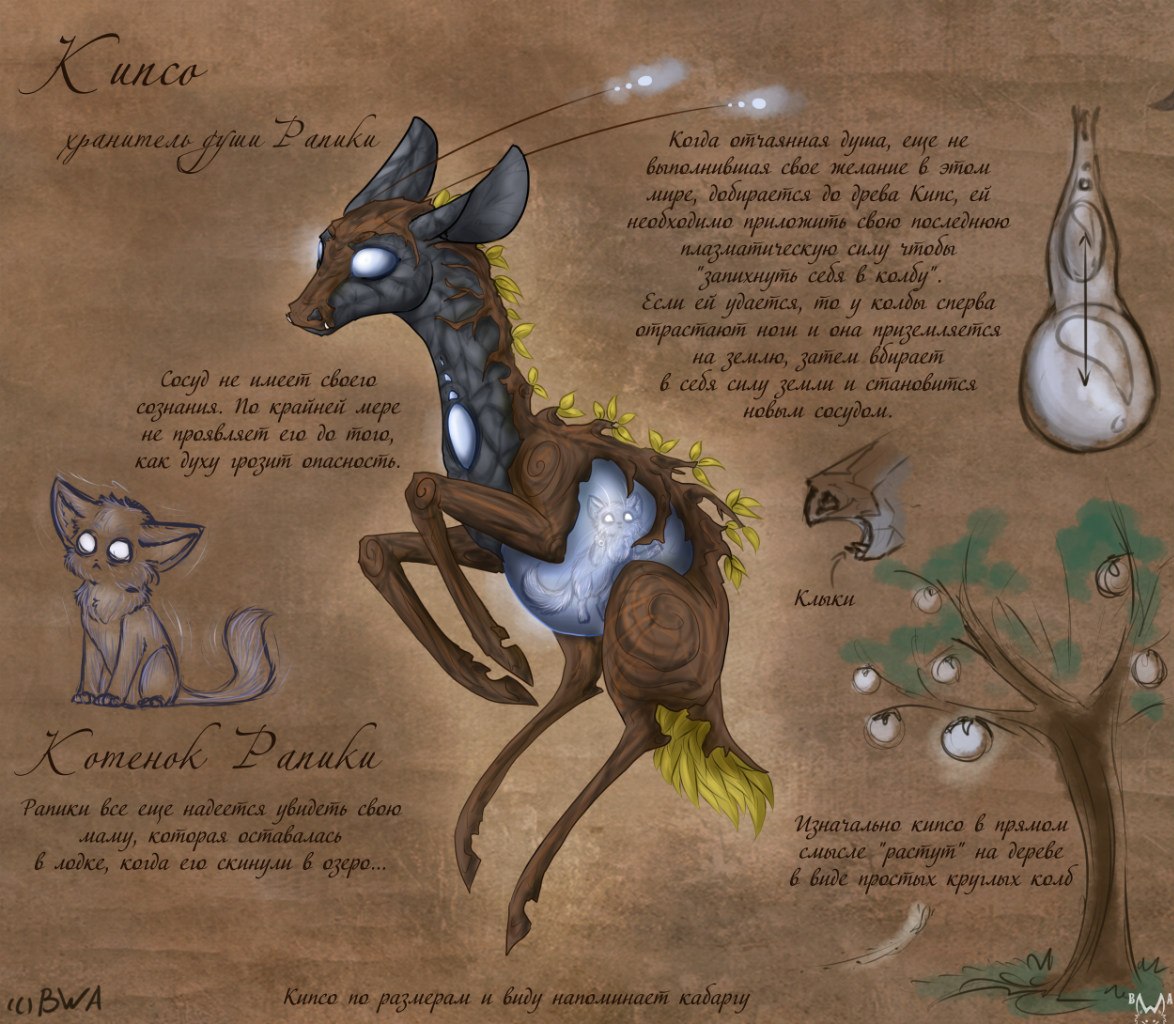 Кипсо
хранитель души Рапики
Когда отчаянная душа, еще не
выполнившая свое желание в этом
мире, добирается до древа Кипс, ей
необходимо приложить свою последнюю
плазматическую силу чтобы
"запихнуть себя в колбу".
Если ей удается, то у колбы сперва
отрастают ноги и она приземляется
на землю, затем вбирает
в себя силу земли и становится
новым сосудом.
Сосуд не имеет своего
сознания. По крайней мере
не проявляет его до того,
как духу грозит опасность.
Клыки
Котенок Рапики
Рапики все еще надеется увидеть свою
маму, которая оставалась
в лодке, когда его скинули в озеро...
Изначально кипсо в прямом
смысле "растут" на дереве
в виде простых круглых колб
Кипсо по размерам и виду напоминает кабаргу
(c) BWA
BWA